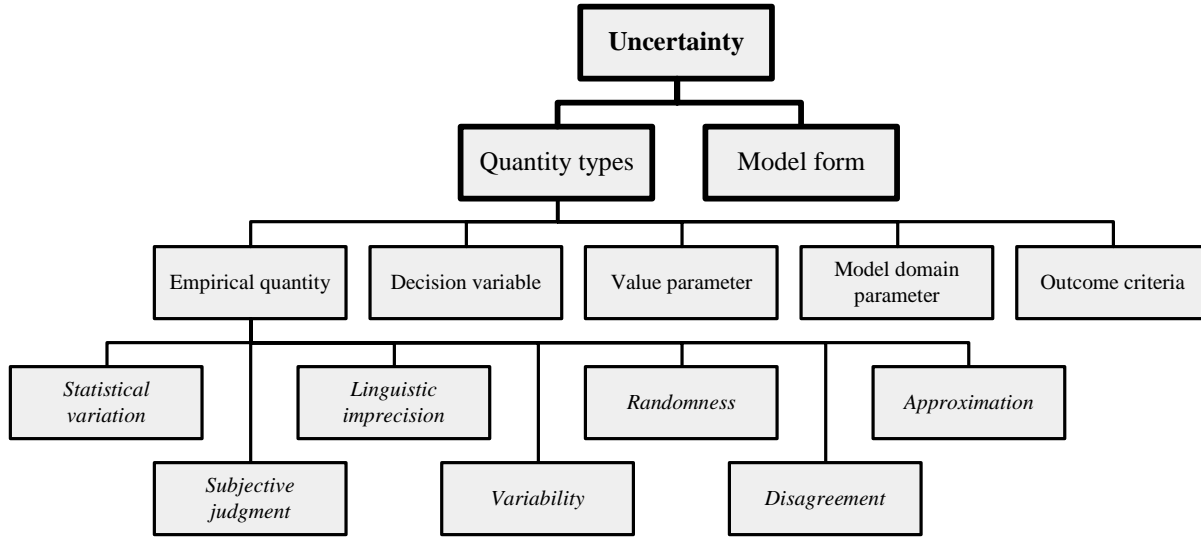 Uncertainty
Quantity types
Model form
Empirical quantity
Decision variable
Value parameter
Model domain
parameter
Outcome criteria
Statistical
variation
Linguistic
imprecision
Randomness
Approximation
Subjective
judgment
Variability
Disagreement